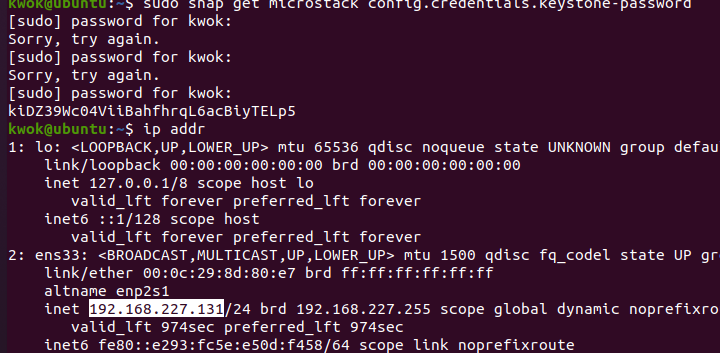 kwok@ubuntu:~$ sudo snap get microstack config.credentials.keystone-password
[sudo] password for kwok:
Sorry, try again.
[sudo] password for kwok:
Sorry, try again.
[sudo] password for kwok:
kiDZ39Wc04ViiBahfhrqL6acBiyTELp5
kwok@ubuntu:~$ ip addr
1: lo: <LOOPBACK,UP,LOWER_UP> mtu 65536 qdisc noqueue state UNKNOWN group defau
    link/loopback 00:00:00:00:00:00 brd 00:00:00:00:00:00
    inet 127.0.0.1/8 scope host lo
       valid_lft forever preferred_lft forever
    inet6 ::1/128 scope host
       valid_lft forever preferred_lft forever
2: ens33: <BROADCAST,MULTICAST,UP,LOWER_UP> mtu 1500 qdisc fq_codel state UP gr
    link/ether 00:0c:29:8d:80:e7 brd ff:ff:ff:ff:ff:ff
    altname enp2s1
    inet 192.168.227.131/24 brd 192.168.227.255 scope global dynamic noprefixro
       valid_lft 974sec preferred_lft 974sec
    inet6 fe80::e293:fc5e:e50d:f458/64 scope link noprefixroute